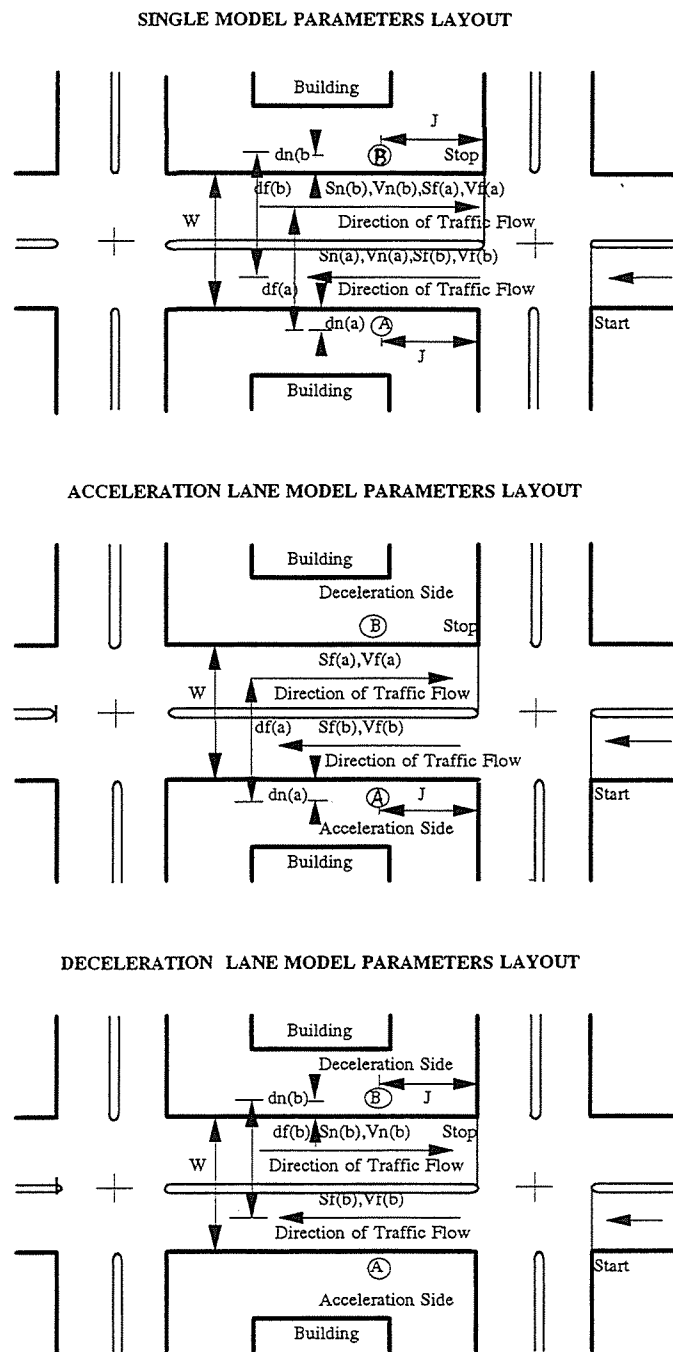 SINGLE MODEL PARAMETERS LAYOUT
Building
J
dn(b
B
Stop
df(b)
Sn(b),Vn(b),Sf(a),Vf(a)
W
Direction of Traffic Flow
Sn(a),Vn(a),Sf(b),Vf(b)
df(a)
Direction of Traffic Flow
dn(a)
A
Start
J
Building
ACCELERATION LANE MODEL PARAMETERS LAYOUT
Building
Deceleration Side
B
Stop
Sf(a),Vf(a)
W
Direction of Traffic Flow
df(a)
Sf(b),Vf(b)
Direction of Traffic Flow
dn(a)
A
J
Start
Acceleration Side
Building
DECELERATION LANE MODEL PARAMETERS LAYOUT
Building
Deceleration Side
dn(b)
B
J
df(b)
Sn(b),Vn(b)
Stop
W
Direction of Traffic Flow
Sf(b),Vf(b)
Direction of Traffic Flow
A
Start
Acceleration Side
Building